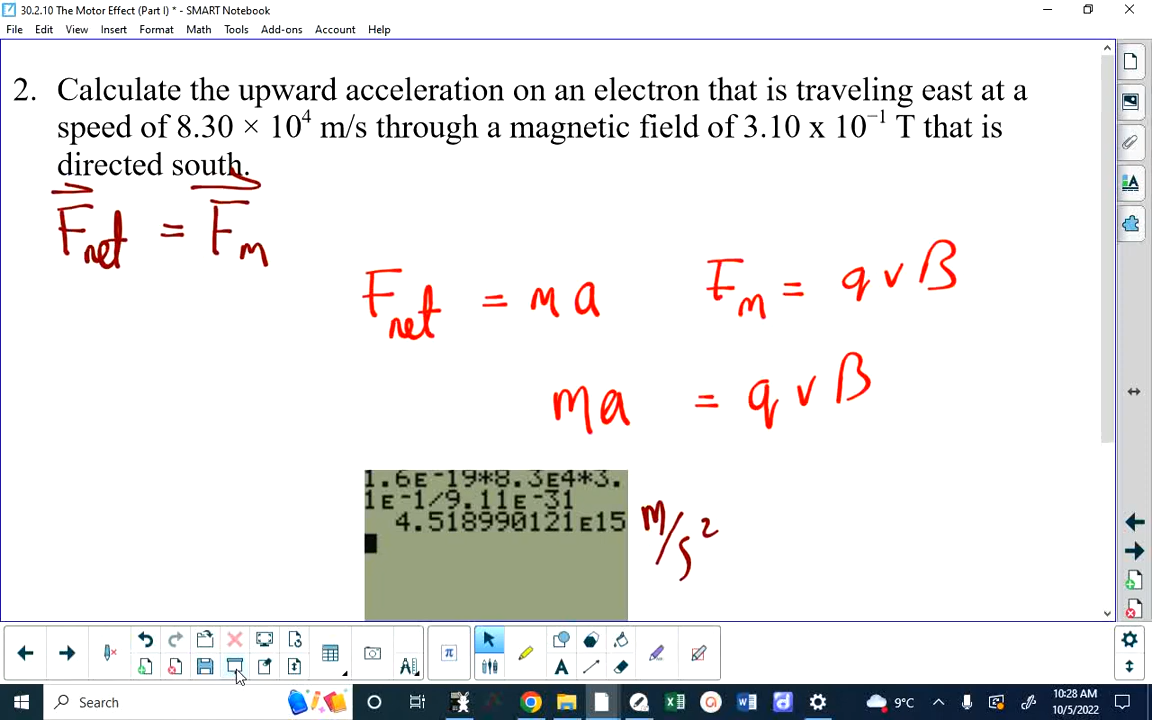 30.2.10 The Motor Effect (Part I) * - SMART Notebook
File Edit View Insert Format Math Tools Add-ons Account Help
2. Calculate the upward acceleration on an electron that is traveling east at a
speed of 8.30 × 10⁴ m/s through a magnetic field of 3.10 x 10⁻¹ T that is
directed south.
F⃗net = F⃗m
Fnet = ma Fm = qvB
ma = qvB
1.6E-19*8.3E4*3.
1E-1/9.11E-31
4.518990121E15 m/s²
Search
9°C
10:28 AM
10/5/2022